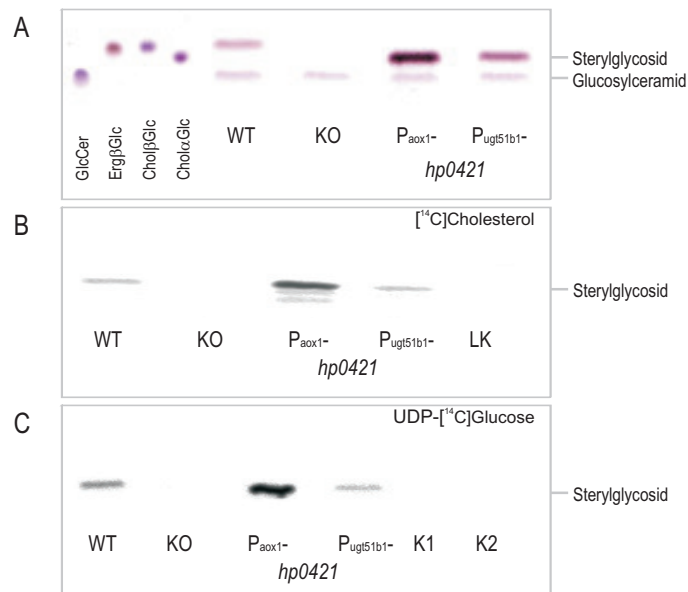 A
GlcCer
ErgβGlc
CholβGlc
CholαGlc
WT
KO
Paox1-
Pugt51b1-
hp0421
Sterylglycosid
Glucosylceramid
B
[14C]Cholesterol
Sterylglycosid
WT
KO
Paox1-
Pugt51b1-
LK
hp0421
C
UDP-[14C]Glucose
Sterylglycosid
WT
KO
Paox1-
Pugt51b1-
K1
K2
hp0421